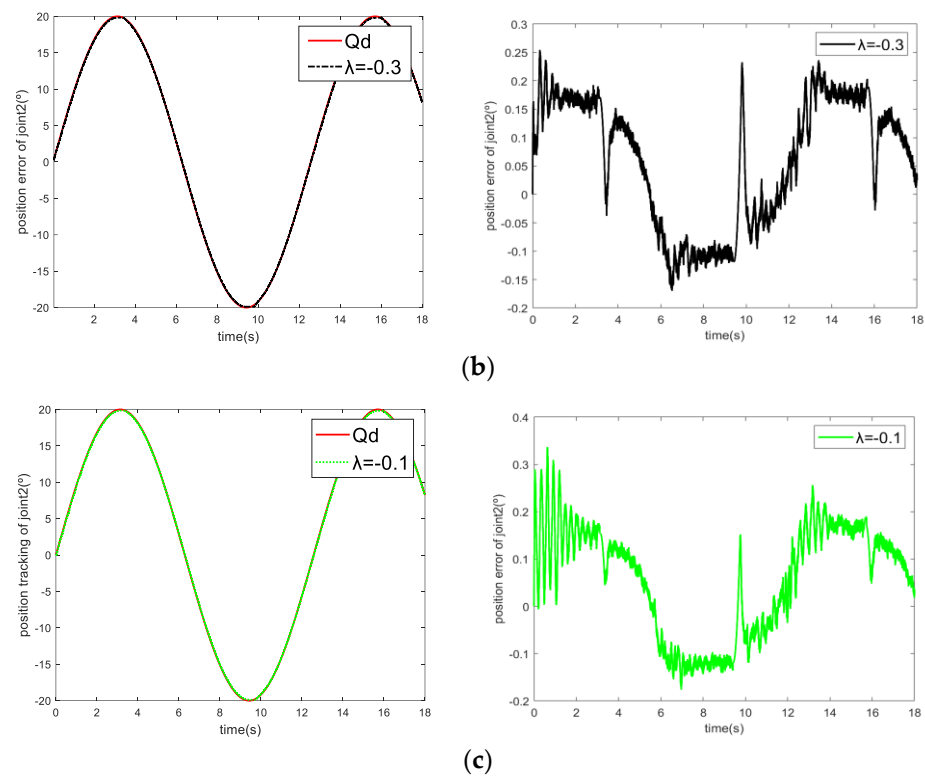 20
15
10
5
0
-5
-10
-15
-20
2 4 6 8 10 12 14 16 18
time(s)
position error of joint2(º)
Qd
λ=-0.3
0.3
0.25
0.2
0.15
0.1
0.05
0
-0.05
-0.1
-0.15
-0.2
0 2 4 6 8 10 12 14 16 18
time(s)
position error of joint2(º)
λ=-0.3
(b)
20
15
10
5
0
-5
-10
-15
-20
0 2 4 6 8 10 12 14 16 18
time(s)
position tracking of joint2(º)
Qd
λ=-0.1
0.4
0.3
0.2
0.1
0
-0.1
-0.2
0 2 4 6 8 10 12 14 16 18
time(s)
position error of joint2(º)
λ=-0.1
(c)